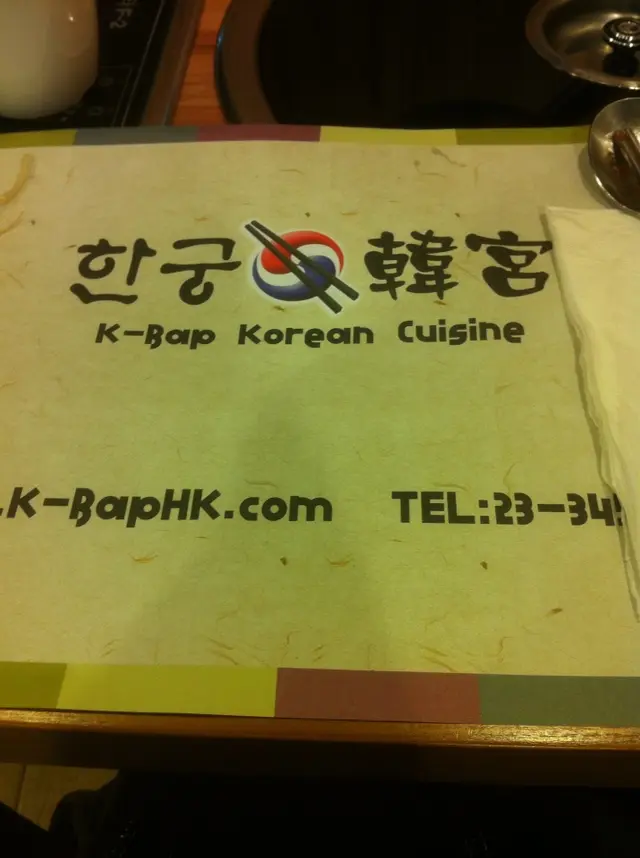 한궁 韓宮
K-Bap Korean Cuisine
.K-BapHK.com TEL:23-34